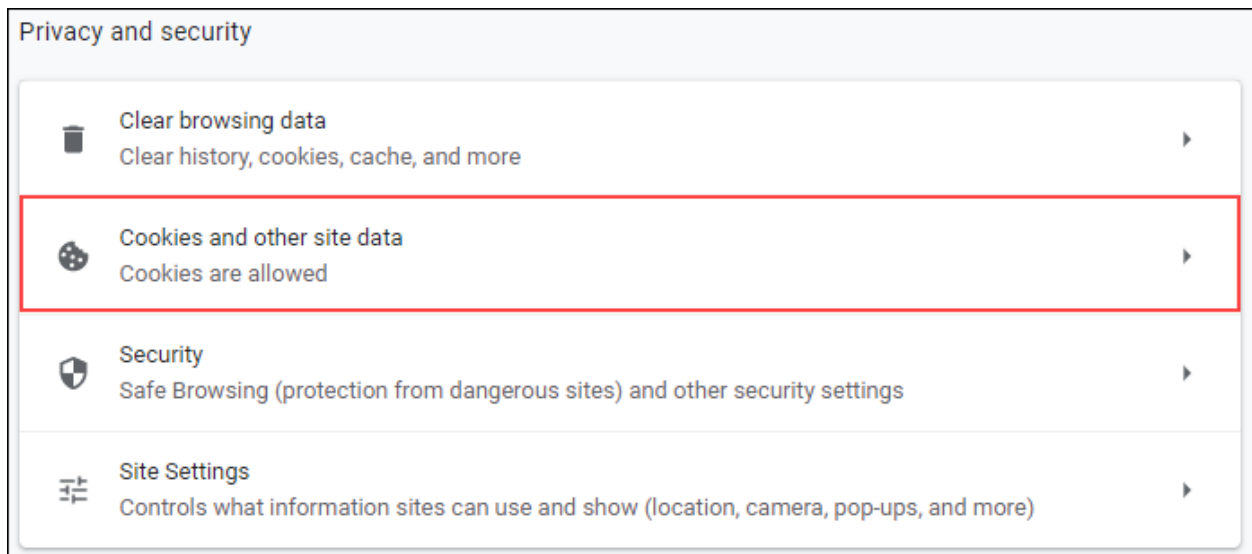 Privacy and security
Clear browsing data
Clear history, cookies, cache, and more
Cookies and other site data
Cookies are allowed
Security
Safe Browsing (protection from dangerous sites) and other security settings
Site Settings
Controls what information sites can use and show (location, camera, pop-ups, and more)